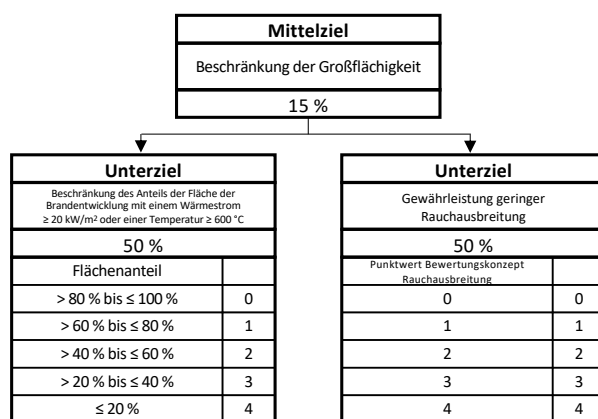 Mittelziel
Beschränkung der Großflächigkeit
15 %
Unterziel
Beschränkung des Anteils der Fläche der
Brandentwicklung mit einem Wärmestrom
≥ 20 kW/m² oder einer Temperatur ≥ 600 °C
50 %
Flächenanteil
> 80 % bis ≤ 100 % 0
> 60 % bis ≤ 80 % 1
> 40 % bis ≤ 60 % 2
> 20 % bis ≤ 40 % 3
≤ 20 % 4
Unterziel
Gewährleistung geringer
Rauchausbreitung
50 %
Punktwert Bewertungskonzept
Rauchausbreitung
0 0
1 1
2 2
3 3
4 4